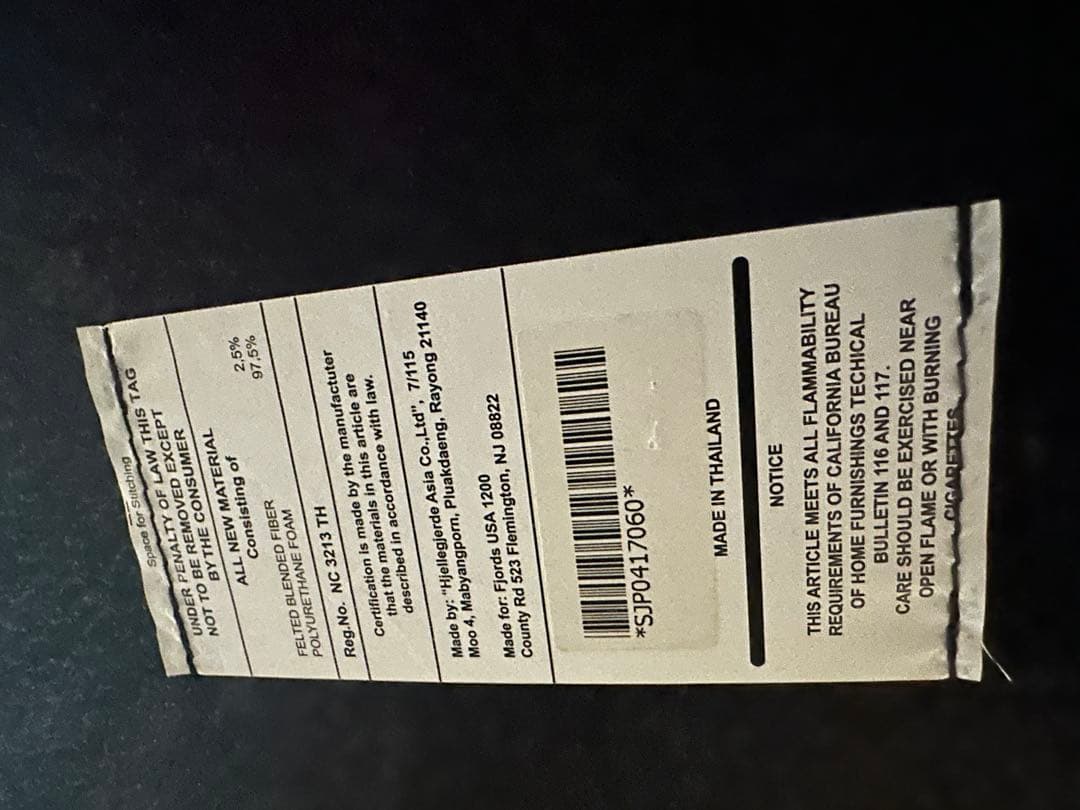 Space for Stitching
UNDER PENALTY OF LAW THIS TAG
NOT TO BE REMOVED EXCEPT
BY THE CONSUMER
ALL NEW MATERIAL
Consisting of
FELTED BLENDED FIBER 2,5%
POLYURETHANE FOAM 97,5%
Reg.No. NC 3213 TH
Certification is made by the manufactuter
that the materials in this article are
described in accordance with law.
Made by: "Hjellegjerde Asia Co.,Ltd", 7/115
Moo 4, Mabyangporn, Pluakdaeng, Rayong 21140
Made for: Fjords USA 1200
County Rd 523 Flemington, NJ 08822
*SJP0417060*
MADE IN THAILAND
NOTICE
THIS ARTICLE MEETS ALL FLAMMABILITY
REQUIREMENTS OF CALIFORNIA BUREAU
OF HOME FURNISHINGS TECHICAL
BULLETIN 116 AND 117.
CARE SHOULD BE EXERCISED NEAR
OPEN FLAME OR WITH BURNING
CIGARETTES